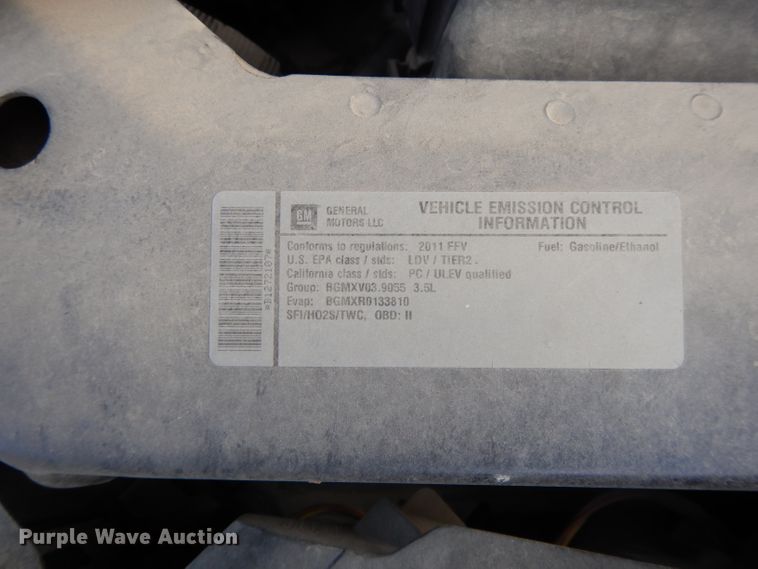 GM
GENERAL
MOTORS LLC
VEHICLE EMISSION CONTROL
INFORMATION
Conforms to regulations: 2011 FFV Fuel: Gasoline/Ethanol
U.S. EPA class / stds: LDV / TIER2 .
California class / stds: PC / ULEV qualified
Group: BGMXV03.9055 3.5L
Evap: BGMXR0133810
SFI/HO2S/TWC, OBD: II
*B1272107*
Purple Wave Auction